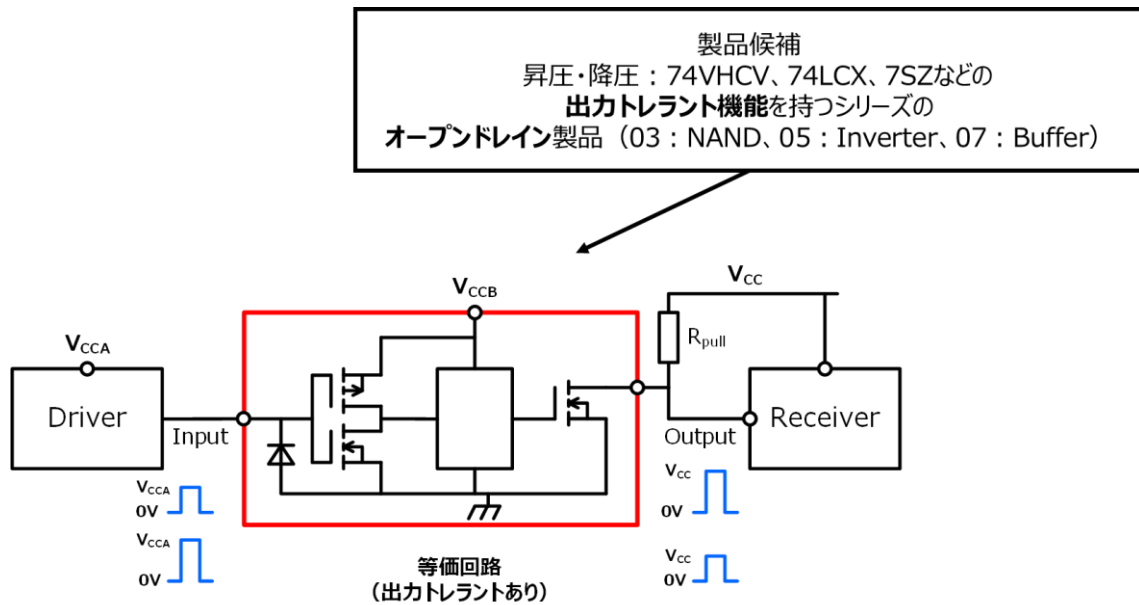 製品候補
昇圧・降圧：74VHCV、74LCX、7SZなどの
出力トレラント機能を持つシリーズの
オープンドレイン製品（03：NAND、05：Inverter、07：Buffer）
VCCB
VCC
VCCA
Rpull
Driver
Input
Output
Receiver
VCCA
0V
VCCA
0V
VCC
0V
VCC
0V
等価回路
（出力トレラントあり）